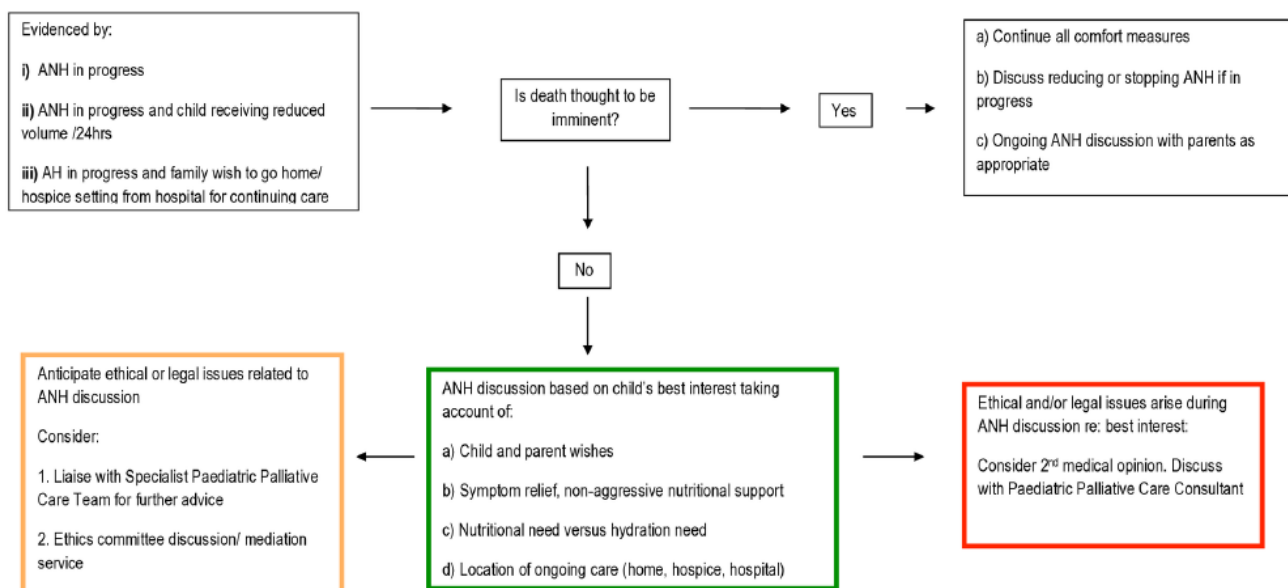 Evidenced by:
i) ANH in progress
ii) ANH in progress and child receiving reduced
volume /24hrs
iii) AH in progress and family wish to go home/
hospice setting from hospital for continuing care
Is death thought to be
imminent?
Yes
a) Continue all comfort measures
b) Discuss reducing or stopping ANH if in
progress
c) Ongoing ANH discussion with parents as
appropriate
No
Anticipate ethical or legal issues related to
ANH discussion
Consider:
1. Liaise with Specialist Paediatric Palliative
Care Team for further advice
2. Ethics committee discussion/ mediation
service
ANH discussion based on child's best interest taking
account of:
a) Child and parent wishes
b) Symptom relief, non-aggressive nutritional support
c) Nutritional need versus hydration need
d) Location of ongoing care (home, hospice, hospital)
Ethical and/or legal issues arise during
ANH discussion re: best interest:
Consider 2nd medical opinion. Discuss
with Paediatric Palliative Care Consultant